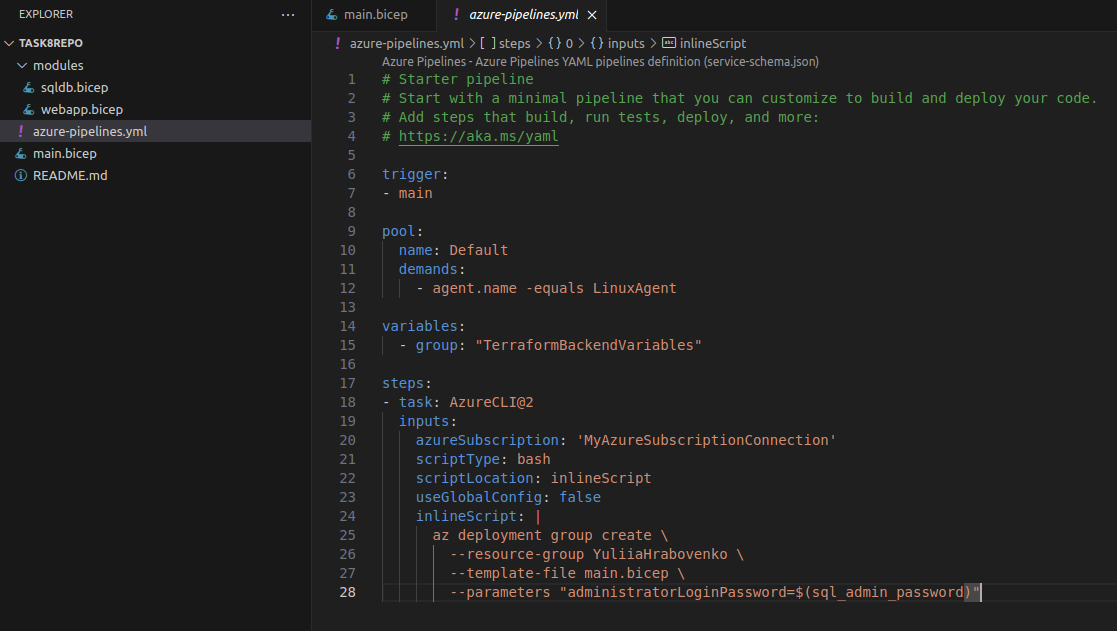 EXPLORER
TASK8REPO
modules
sqldb.bicep
webapp.bicep
azure-pipelines.yml
main.bicep
README.md
main.bicep
azure-pipelines.yml
azure-pipelines.yml > [ ] steps > { } 0 > { } inputs > abc inlineScript
Azure Pipelines - Azure Pipelines YAML pipelines definition (service-schema.json)
1 # Starter pipeline
2 # Start with a minimal pipeline that you can customize to build and deploy your code.
3 # Add steps that build, run tests, deploy, and more:
4 # https://aka.ms/yaml
5
6 trigger:
7 - main
8
9 pool:
10   name: Default
11   demands:
12     - agent.name -equals LinuxAgent
13
14 variables:
15   - group: "TerraformBackendVariables"
16
17 steps:
18 - task: AzureCLI@2
19   inputs:
20     azureSubscription: 'MyAzureSubscriptionConnection'
21     scriptType: bash
22     scriptLocation: inlineScript
23     useGlobalConfig: false
24     inlineScript: |
25       az deployment group create \
26         --resource-group YuliiaHrabovenko \
27         --template-file main.bicep \
28         --parameters "administratorLoginPassword=$(sql_admin_password)"